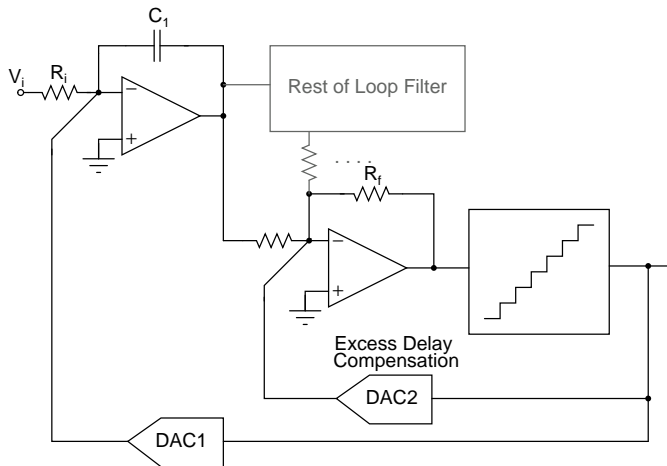 C1
Vi
Ri
Rest of Loop Filter
. . . .
Rf
Excess Delay
Compensation
DAC2
DAC1